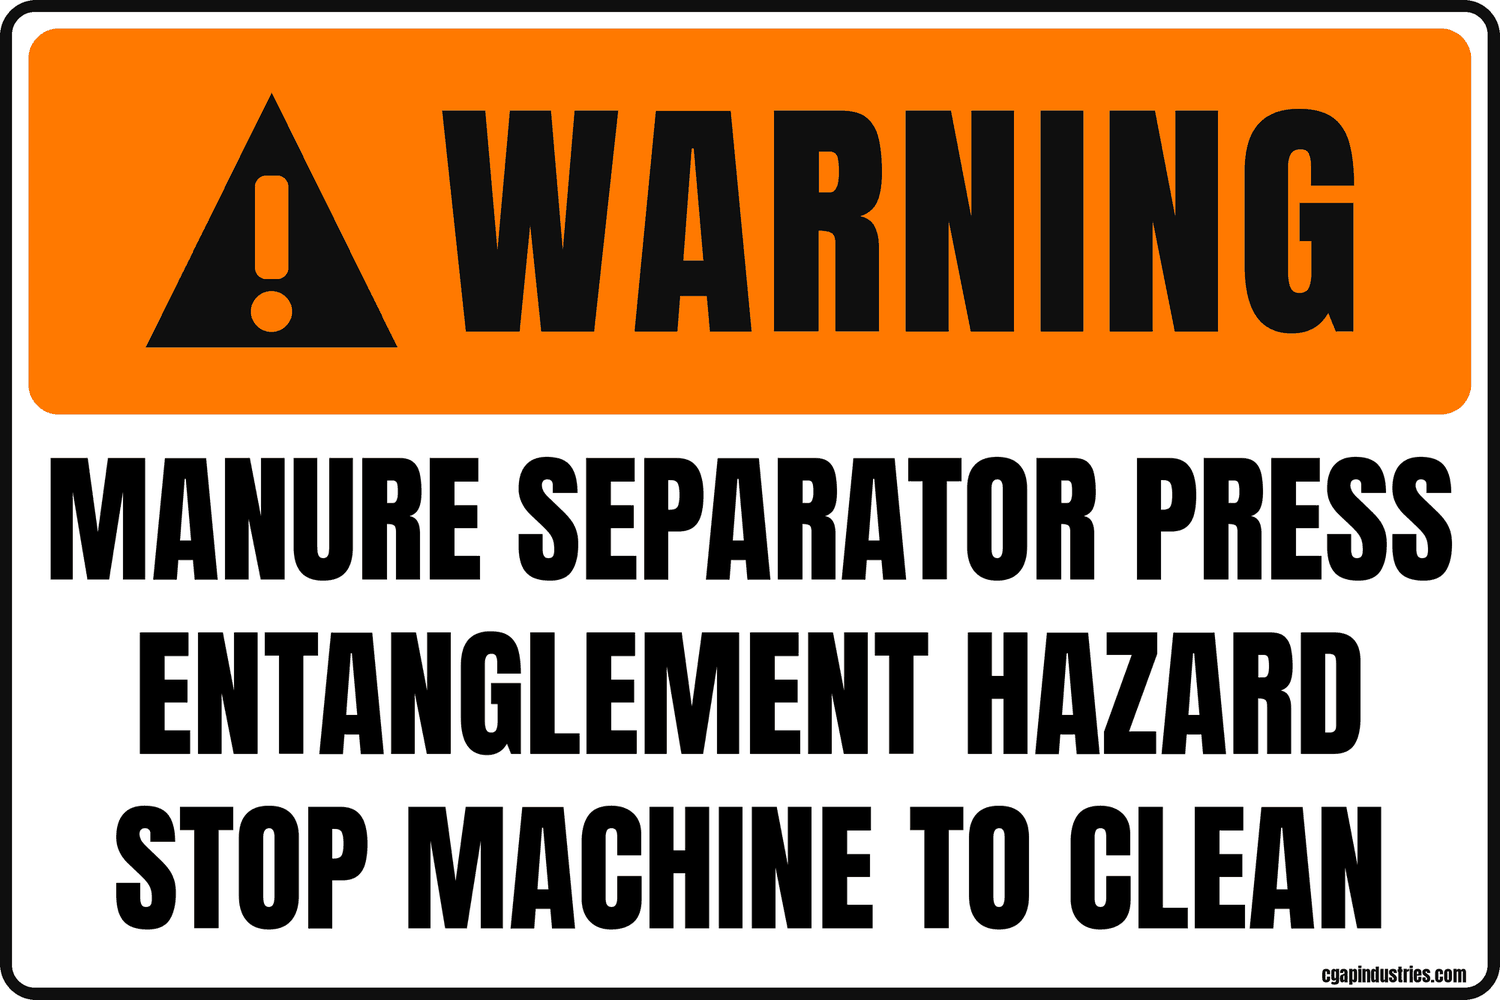 WARNING
MANURE SEPARATOR PRESS
ENTANGLEMENT HAZARD
STOP MACHINE TO CLEAN
cgapindustries.com